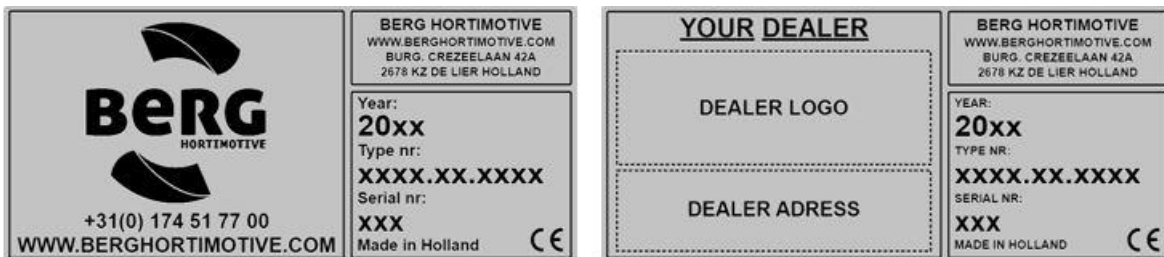 BERG
HORTIMOTIVE
+31(0) 174 51 77 00
WWW.BERGHORTIMOTIVE.COM
BERG HORTIMOTIVE
WWW.BERGHORTIMOTIVE.COM
BURG. CREZEELAAN 42A
2678 KZ DE LIER HOLLAND
Year:
20xx
Type nr:
xxxx.xx.xxxx
Serial nr:
xxx
Made in Holland CE
YOUR DEALER
DEALER LOGO
DEALER ADRESS
BERG HORTIMOTIVE
WWW.BERGHORTIMOTIVE.COM
BURG. CREZEELAAN 42A
2678 KZ DE LIER HOLLAND
YEAR:
20xx
TYPE NR:
xxxx.xx.xxxx
SERIAL NR:
xxx
MADE IN HOLLAND CE